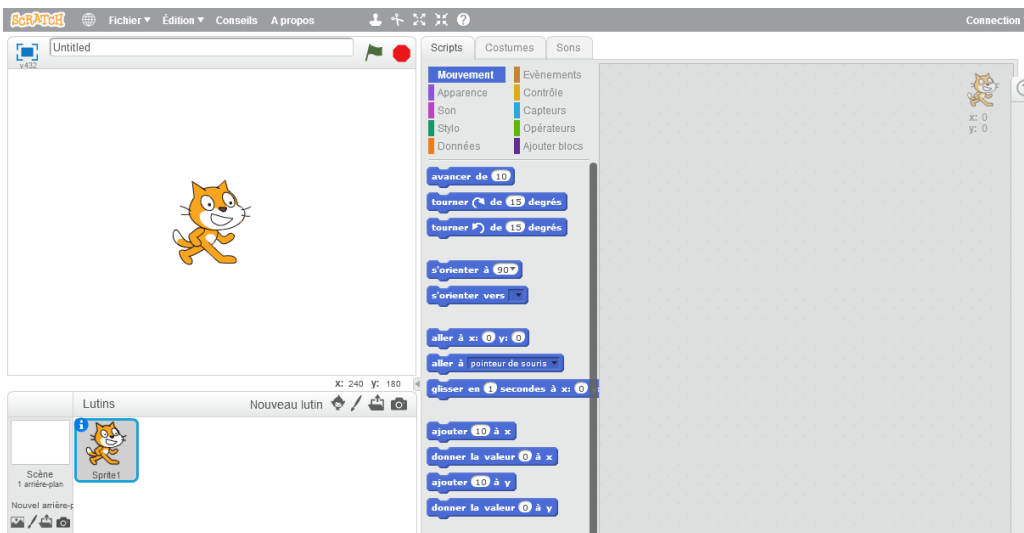 SCRATCH Fichier Édition Conseils A propos Connection
Untitled
v432
Scripts Costumes Sons
Mouvement Evènements
Apparence Contrôle
Son Capteurs
Stylo Opérateurs
Données Ajouter blocs
x: 0
y: 0
avancer de 10
tourner de 15 degrés
tourner de 15 degrés
s'orienter à 90
s'orienter vers
aller à x: 0 y: 0
aller à pointeur de souris
glisser en 1 secondes à x: 0
ajouter 10 à x
donner la valeur 0 à x
ajouter 10 à y
donner la valeur 0 à y
x: 240 y: 180
Lutins Nouveau lutin
Sprite1
Scène
1 arrière-plan
Nouvel arrière-p